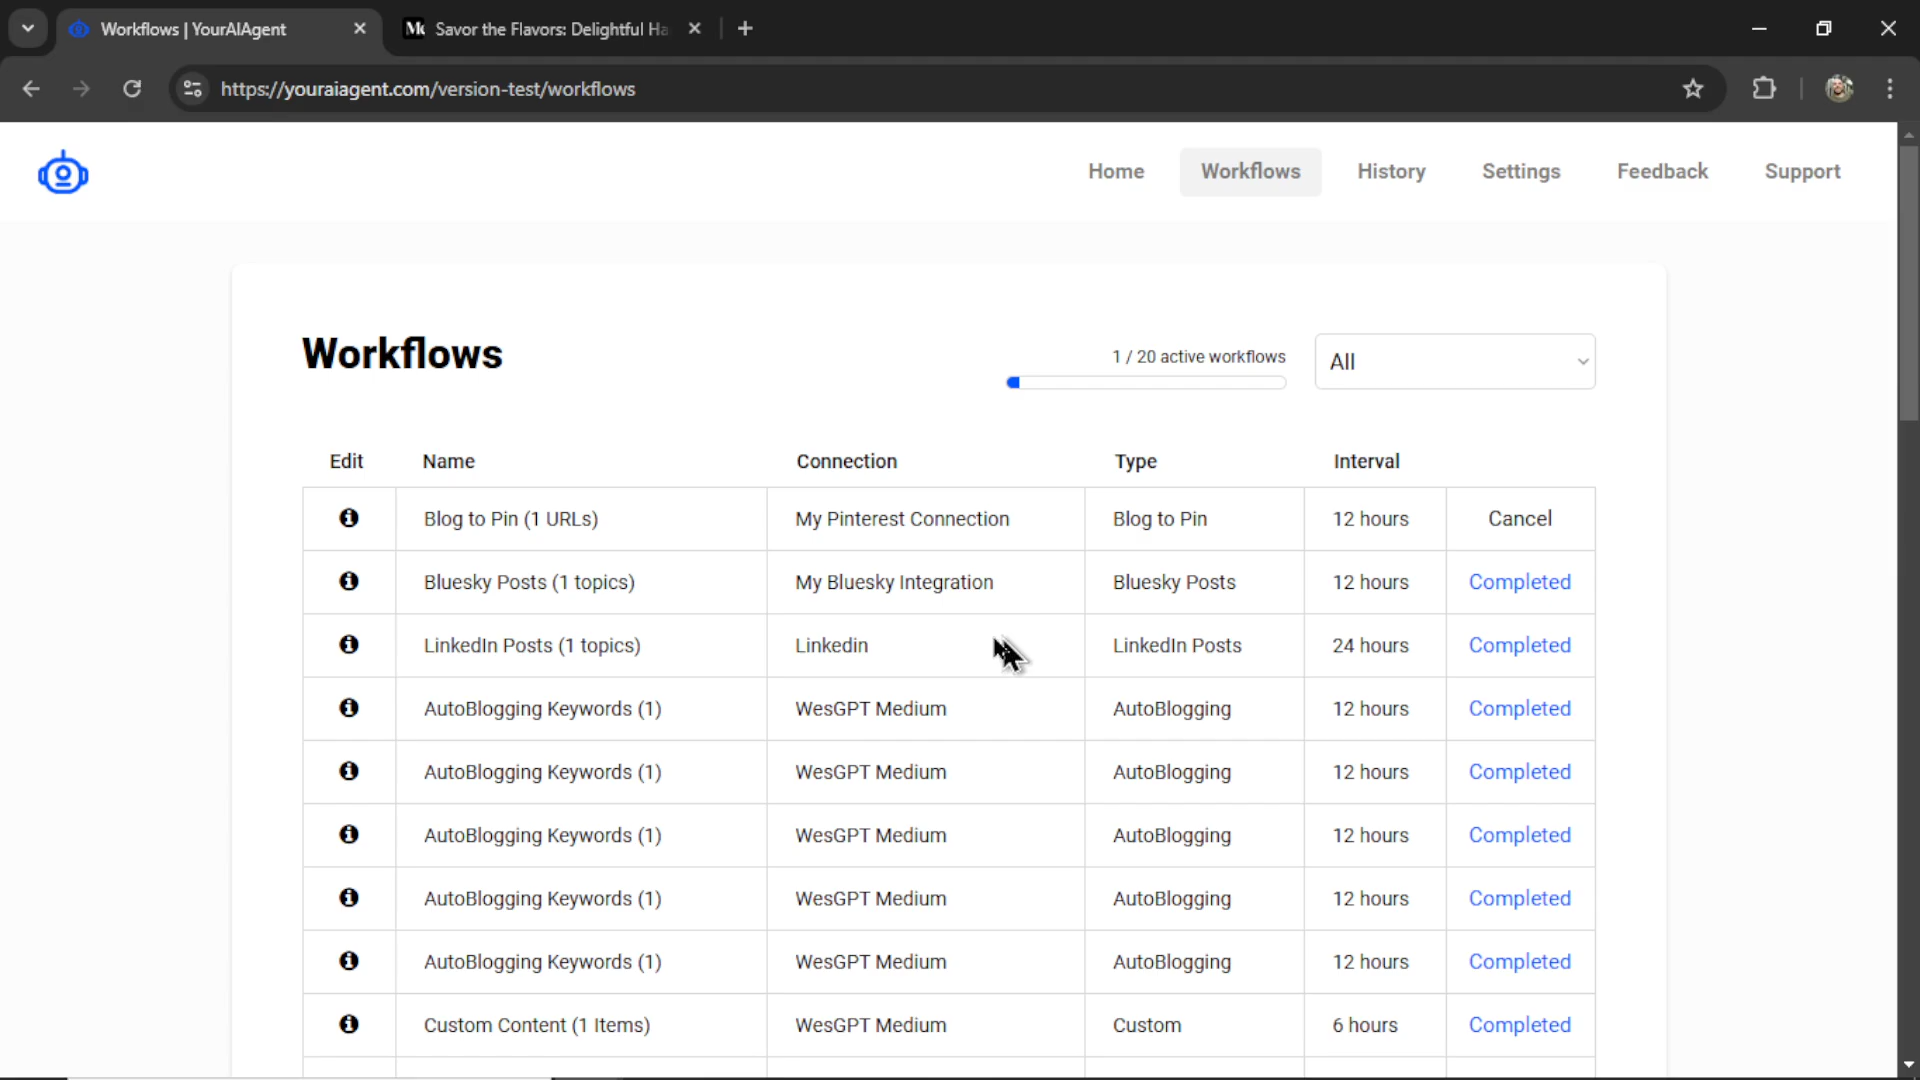 Workflows | YourAIAgent
Savor the Flavors: Delightful Ha
https://youraiagent.com/version-test/workflows
Home Workflows History Settings Feedback Support
Workflows
1 / 20 active workflows
All
Edit Name Connection Type Interval
Blog to Pin (1 URLs) My Pinterest Connection Blog to Pin 12 hours Cancel
Bluesky Posts (1 topics) My Bluesky Integration Bluesky Posts 12 hours Completed
LinkedIn Posts (1 topics) Linkedin LinkedIn Posts 24 hours Completed
AutoBlogging Keywords (1) WesGPT Medium AutoBlogging 12 hours Completed
AutoBlogging Keywords (1) WesGPT Medium AutoBlogging 12 hours Completed
AutoBlogging Keywords (1) WesGPT Medium AutoBlogging 12 hours Completed
AutoBlogging Keywords (1) WesGPT Medium AutoBlogging 12 hours Completed
AutoBlogging Keywords (1) WesGPT Medium AutoBlogging 12 hours Completed
Custom Content (1 Items) WesGPT Medium Custom 6 hours Completed